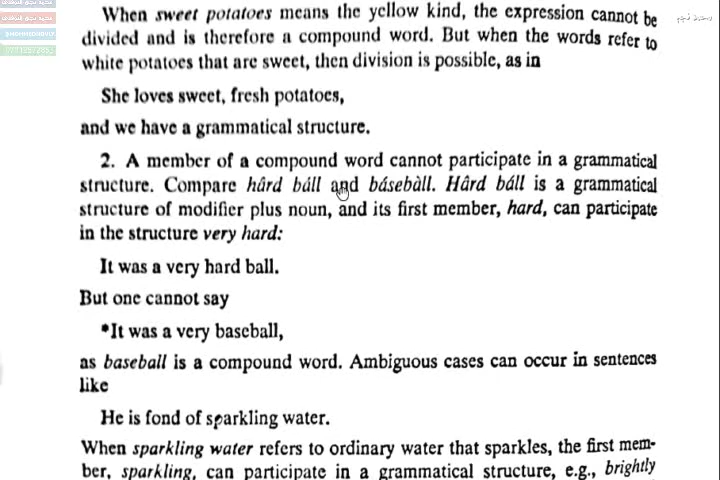 When sweet potatoes means the yellow kind, the expression cannot be
divided and is therefore a compound word. But when the words refer to
white potatoes that are sweet, then division is possible, as in
She loves sweet, fresh potatoes,
and we have a grammatical structure.
2. A member of a compound word cannot participate in a grammatical
structure. Compare hârd báll and básebàll. Hârd báll is a grammatical
structure of modifier plus noun, and its first member, hard, can participate
in the structure very hard:
It was a very hard ball.
But one cannot say
*It was a very baseball,
as baseball is a compound word. Ambiguous cases can occur in sentences
like
He is fond of sparkling water.
When sparkling water refers to ordinary water that sparkles, the first mem-
ber, sparkling, can participate in a grammatical structure, e.g., brightly